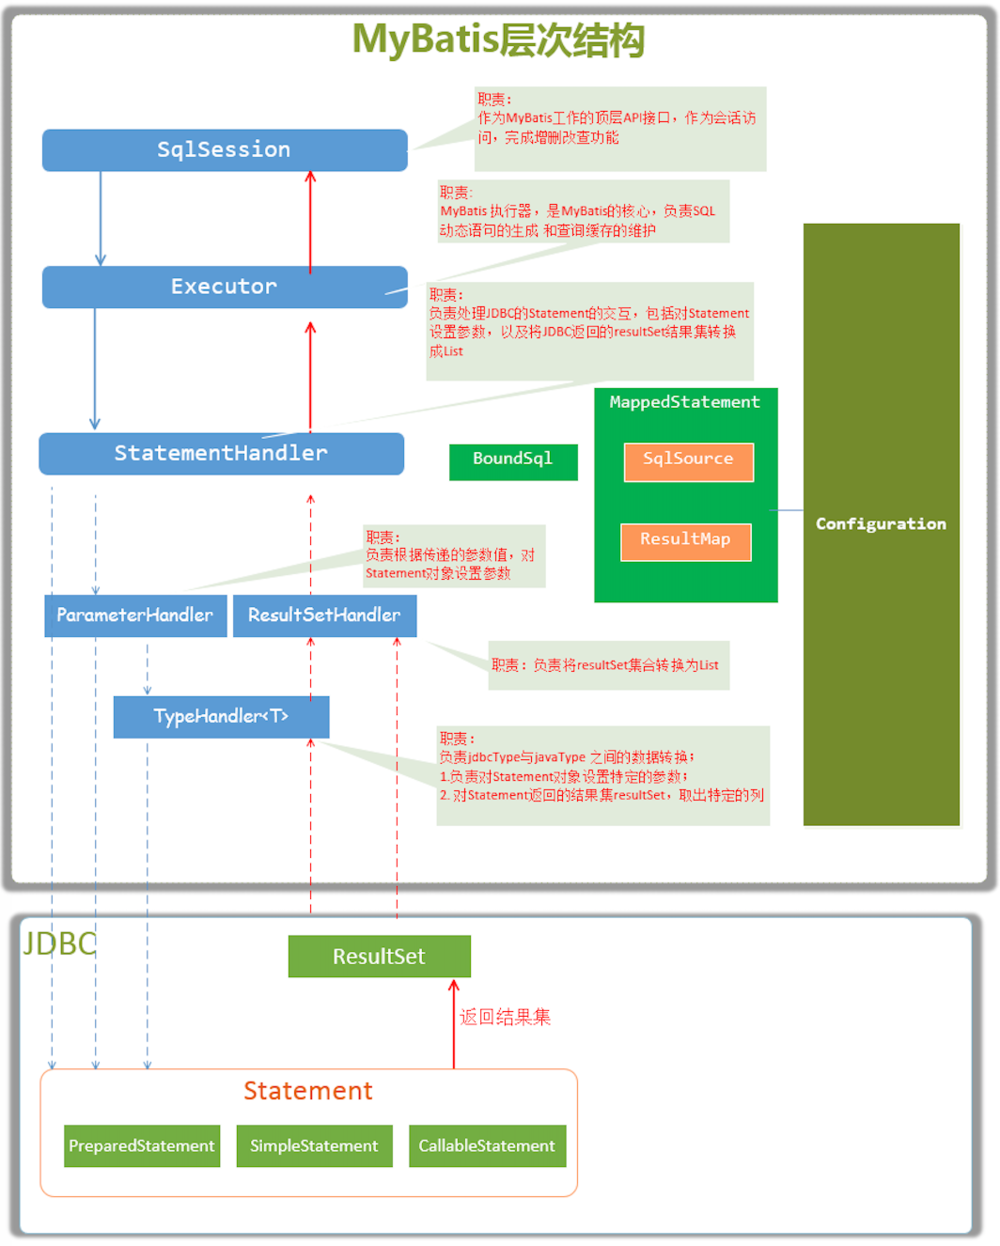 MyBatis层次结构
职责：
作为MyBatis工作的顶层API接口，作为会话访
问，完成增删改查功能
SqlSession
职责:
MyBatis 执行器，是MyBatis的核心，负责SQL
动态语句的生成 和查询缓存的维护
Executor
职责：
负责处理JDBC的Statement的交互，包括对Statement
设置参数，以及将JDBC返回的resultSet结果集转换
成List
StatementHandler
MappedStatement
BoundSql
SqlSource
ResultMap
Configuration
职责：
负责根据传递的参数值，对
Statement对象设置参数
ParameterHandler
ResultSetHandler
职责：负责将resultSet集合转换为List
TypeHandler<T>
职责：
负责jdbcType与javaType 之间的数据转换；
1.负责对Statement对象设置特定的参数；
2. 对Statement返回的结果集resultSet，取出特定的列
JDBC
ResultSet
返回结果集
Statement
PreparedStatement
SimpleStatement
CallableStatement